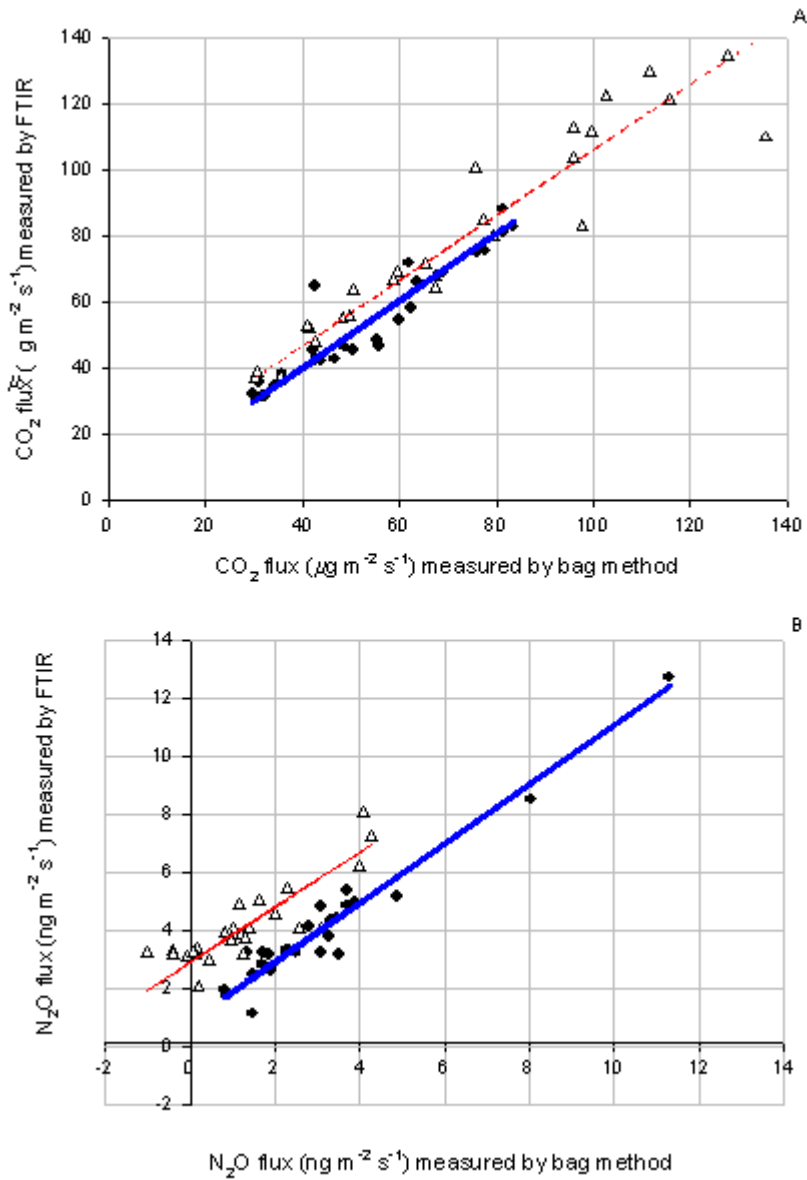 A
140
120
100
80
60
40
20
0
0 20 40 60 80 100 120 140
CO₂ flux ( g m⁻² s⁻¹) measured by FTIR
CO₂ flux (μg m⁻² s⁻¹) measured by bag method
B
14
12
10
8
6
4
2
0
-2
-2 0 2 4 6 8 10 12 14
N₂O flux (ng m⁻² s⁻¹) measured by FTIR
N₂O flux (ng m⁻² s⁻¹) measured by bag method